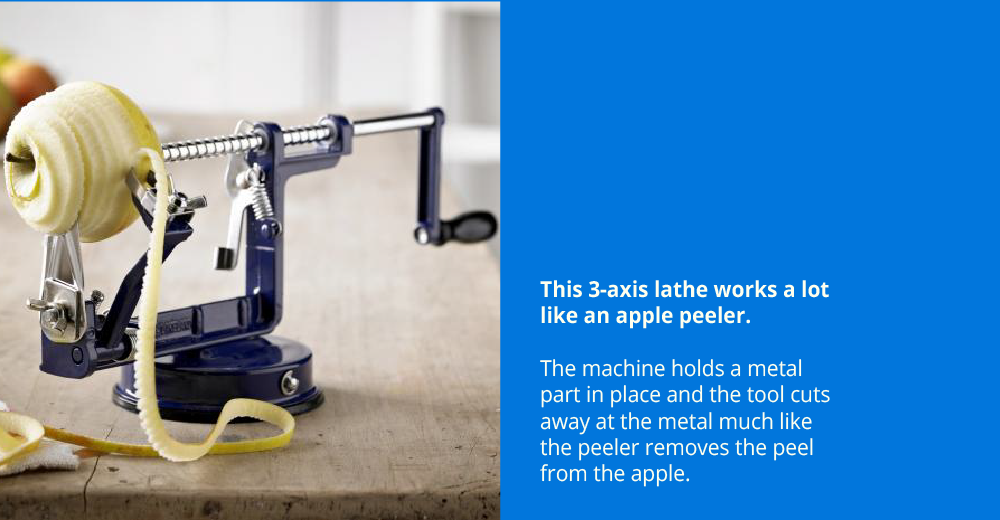 This 3-axis lathe works a lot
like an apple peeler.
The machine holds a metal
part in place and the tool cuts
away at the metal much like
the peeler removes the peel
from the apple.